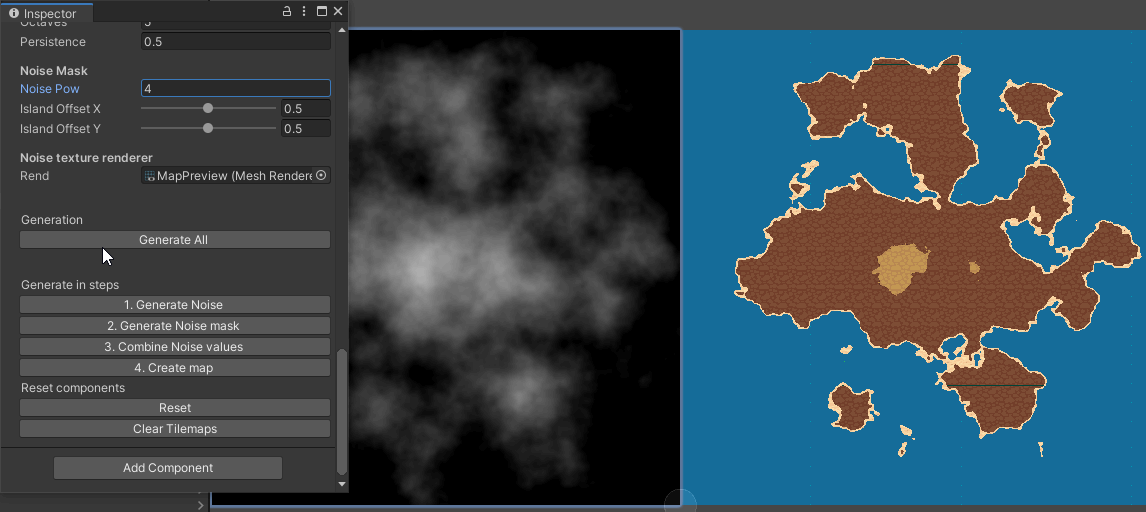 Inspector
Octaves 5
Persistence 0.5
Noise Mask
Noise Pow 4
Island Offset X 0.5
Island Offset Y 0.5
Noise texture renderer
Rend MapPreview (Mesh Rendere
Generation
Generate All
Generate in steps
1. Generate Noise
2. Generate Noise mask
3. Combine Noise values
4. Create map
Reset components
Reset
Clear Tilemaps
Add Component